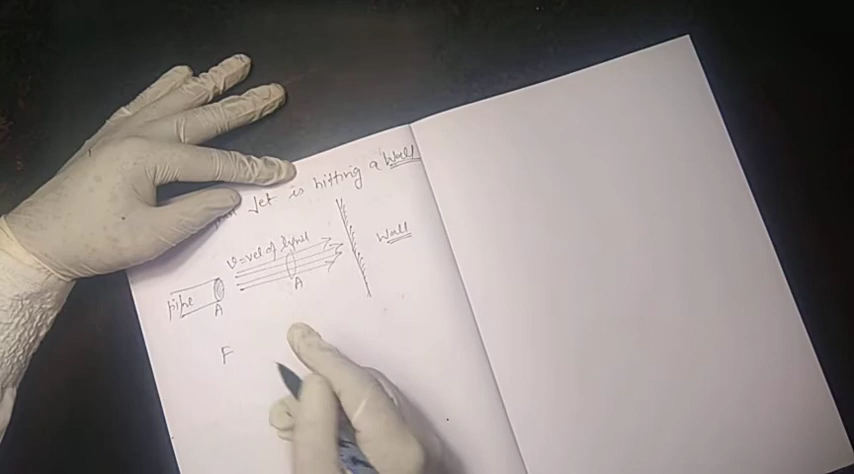 Jet is hitting a Wall
v=vel of liquid
Wall
pipe
A
A
F